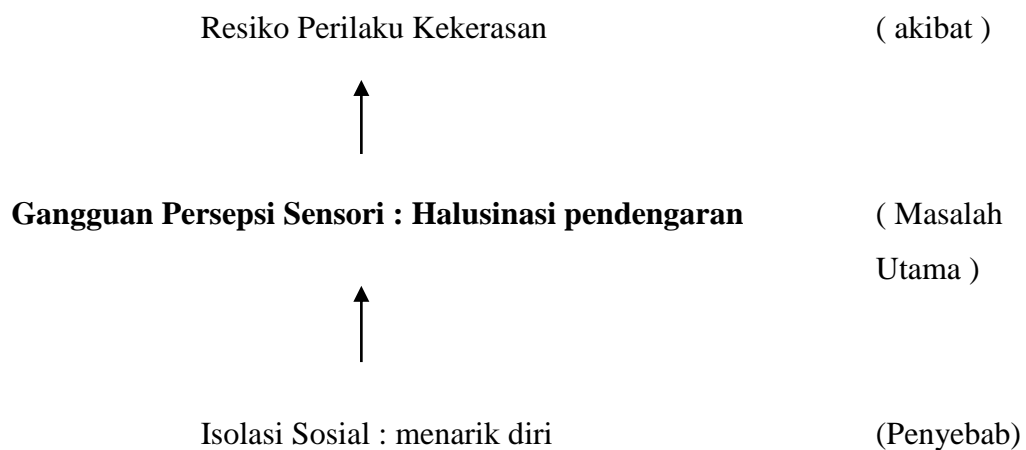 Resiko Perilaku Kekerasan ( akibat )
Gangguan Persepsi Sensori : Halusinasi pendengaran ( Masalah
Utama )
Isolasi Sosial : menarik diri (Penyebab)